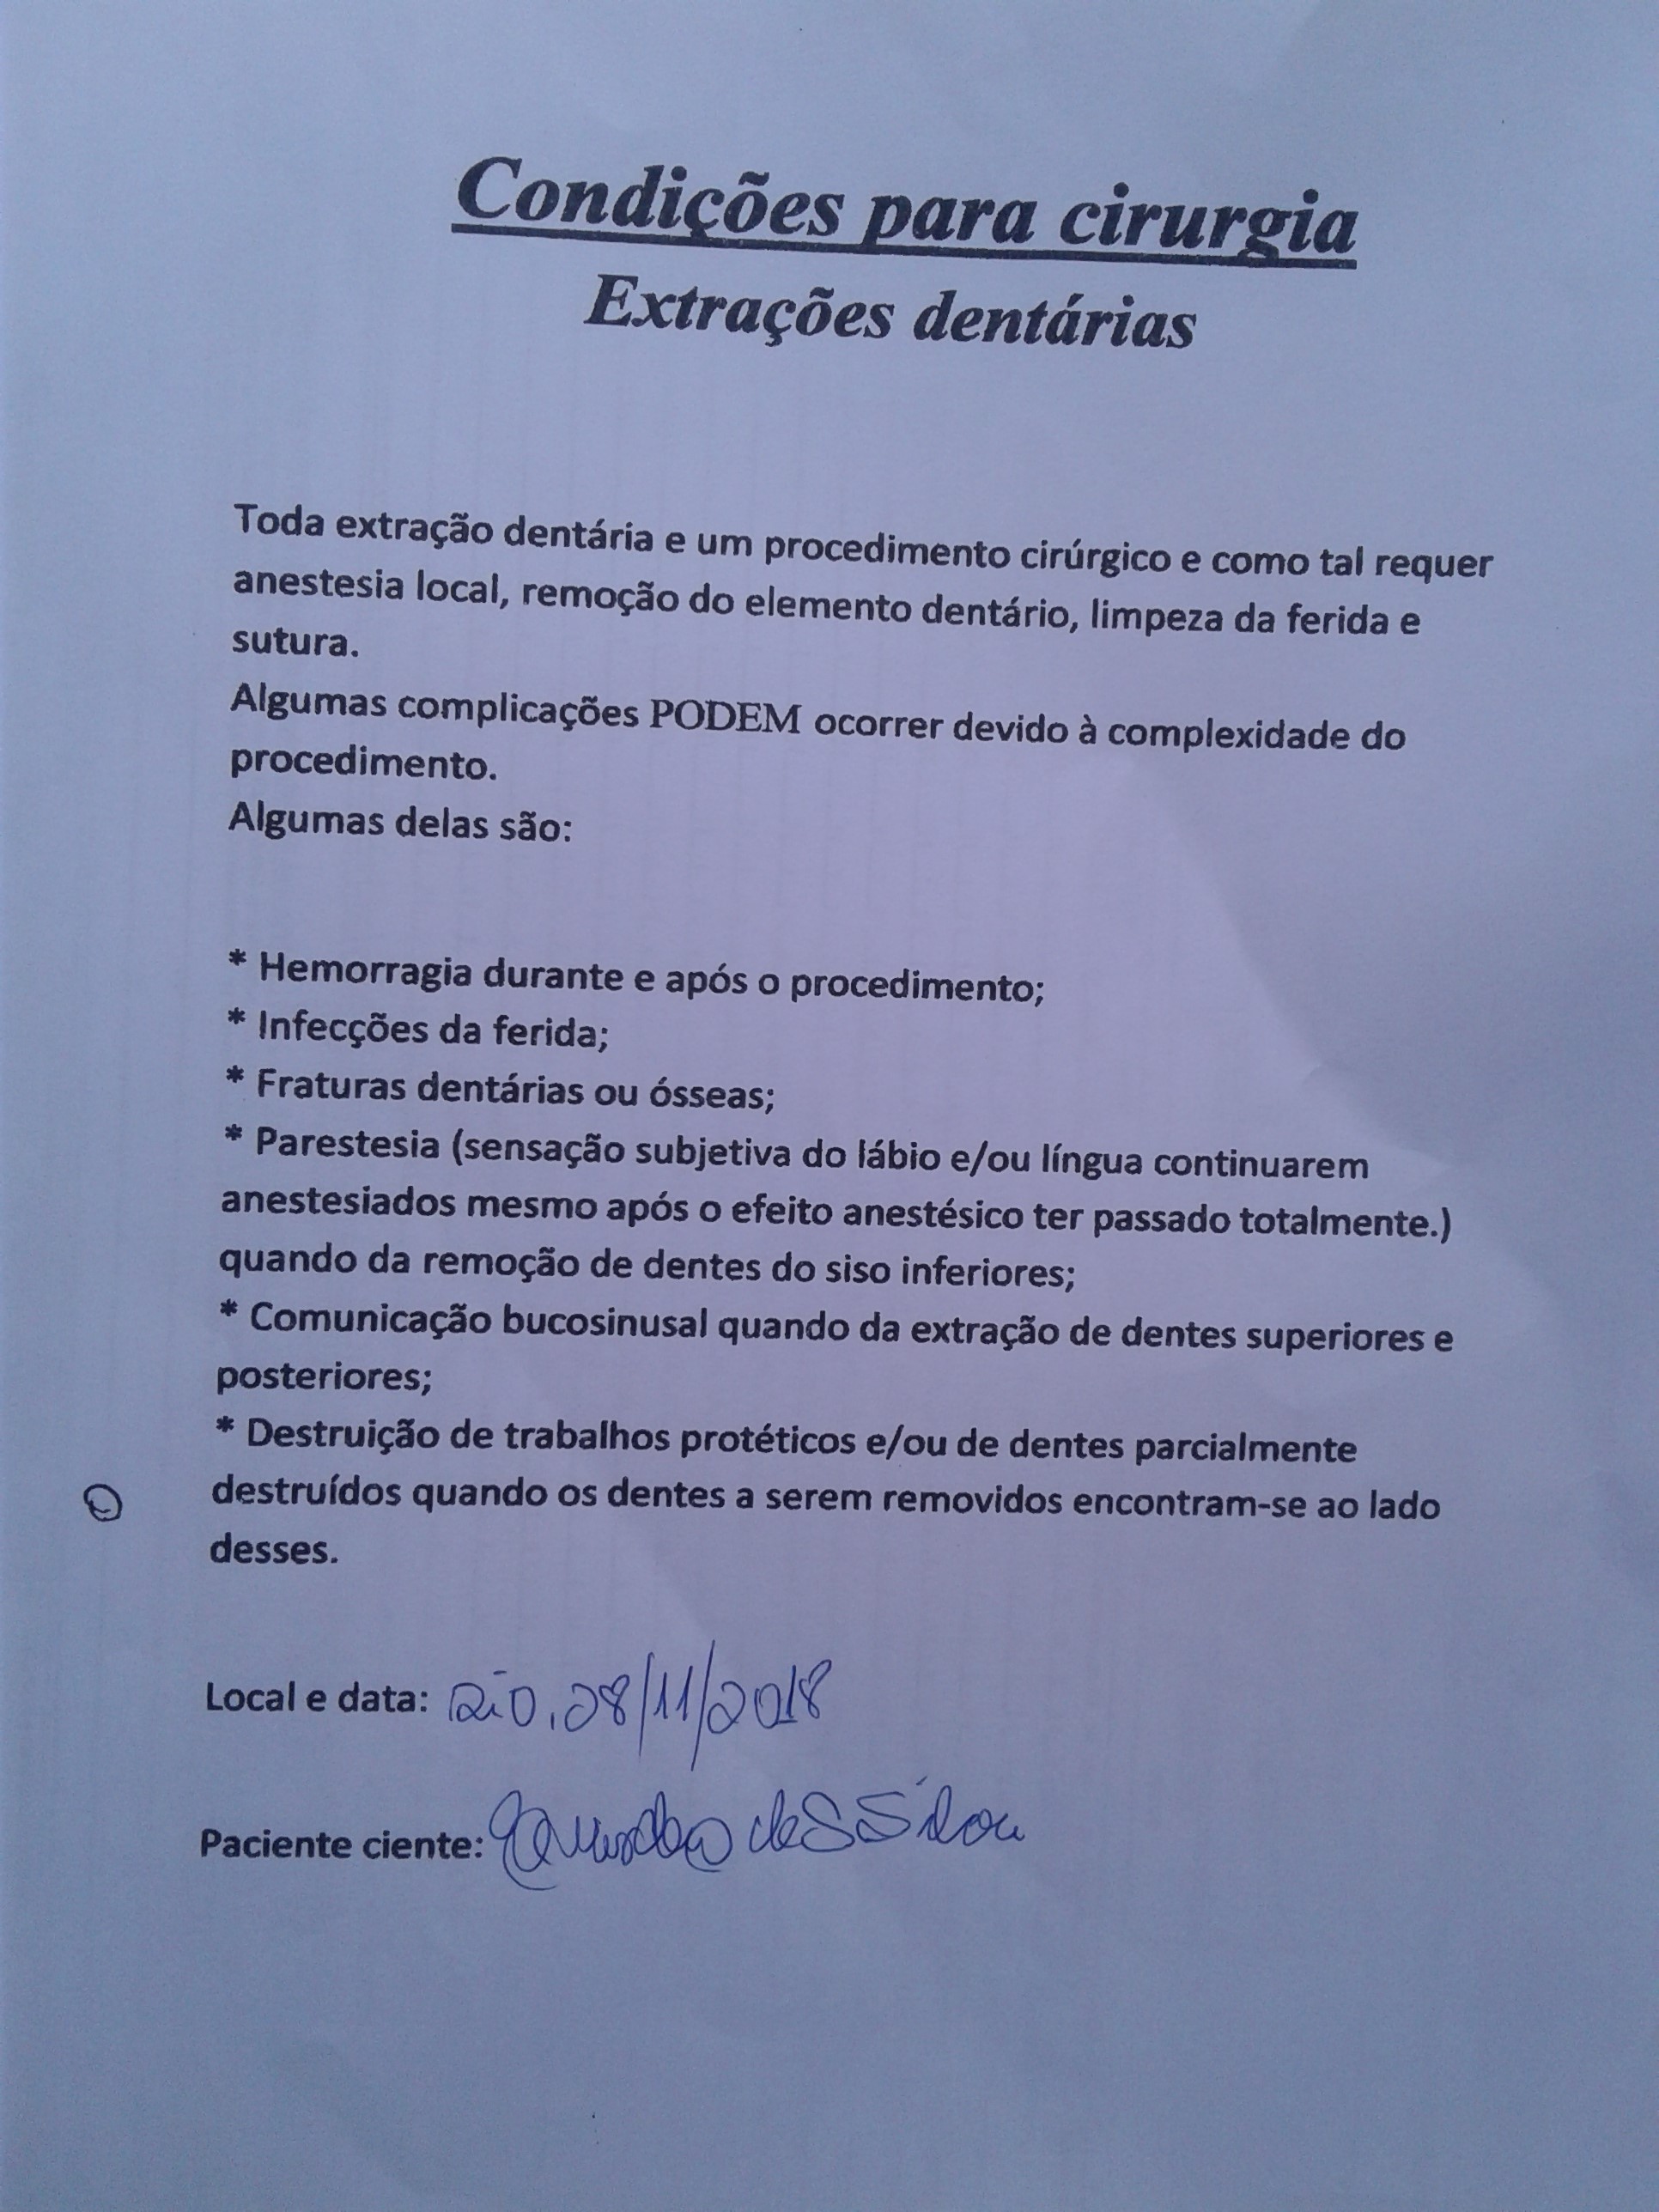 Condições para cirurgia
Extrações dentárias
Toda extração dentária e um procedimento cirúrgico e como tal requer
anestesia local, remoção do elemento dentário, limpeza da ferida e
sutura.
Algumas complicações PODEM ocorrer devido à complexidade do
procedimento.
Algumas delas são:
* Hemorragia durante e após o procedimento;
* Infecções da ferida;
* Fraturas dentárias ou ósseas;
* Parestesia (sensação subjetiva do lábio e/ou língua continuarem
anestesiados mesmo após o efeito anestésico ter passado totalmente.)
quando da remoção de dentes do siso inferiores;
* Comunicação bucosinusal quando da extração de dentes superiores e
posteriores;
* Destruição de trabalhos protéticos e/ou de dentes parcialmente
destruídos quando os dentes a serem removidos encontram-se ao lado
desses.
Local e data: Rio, 28/11/2018
Paciente ciente: de S Silva